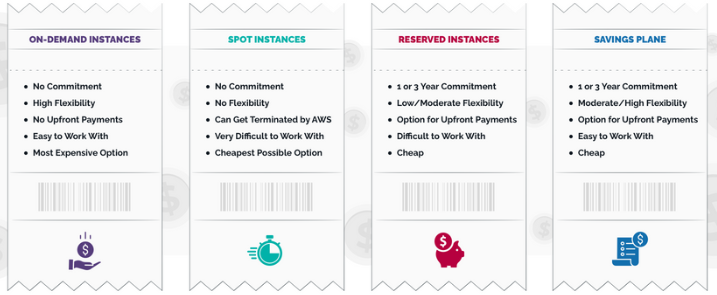 ON-DEMAND INSTANCES
No Commitment
High Flexibility
No Upfront Payments
Easy to Work With
Most Expensive Option
SPOT INSTANCES
No Commitment
No Flexibility
Can Get Terminated by AWS
Very Difficult to Work With
Cheapest Possible Option
RESERVED INSTANCES
1 or 3 Year Commitment
Low/Moderate Flexibility
Option for Upfront Payments
Difficult to Work With
Cheap
SAVINGS PLANE
1 or 3 Year Commitment
Moderate/High Flexibility
Option for Upfront Payments
Easy to Work With
Cheap